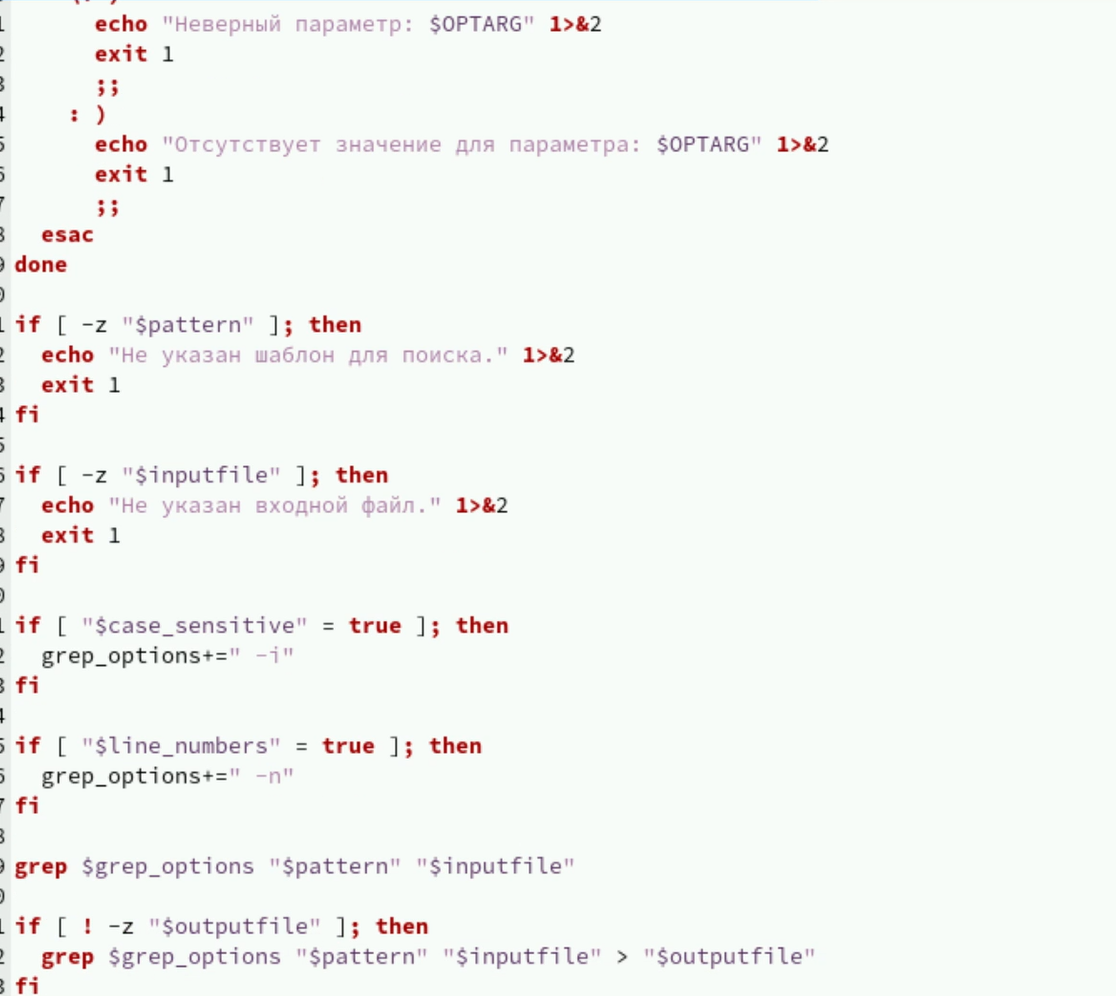 1 echo "Неверный параметр: $OPTARG" 1>&2
2 exit 1
3 ;;
4 : )
5 echo "Отсутствует значение для параметра: $OPTARG" 1>&2
6 exit 1
7 ;;
8 esac
9 done
0
1 if [ -z "$pattern" ]; then
2 echo "Не указан шаблон для поиска." 1>&2
3 exit 1
4 fi
5
6 if [ -z "$inputfile" ]; then
7 echo "Не указан входной файл." 1>&2
8 exit 1
9 fi
0
1 if [ "$case_sensitive" = true ]; then
2 grep_options+=" -i"
3 fi
4
5 if [ "$line_numbers" = true ]; then
6 grep_options+=" -n"
7 fi
8
9 grep $grep_options "$pattern" "$inputfile"
0
1 if [ ! -z "$outputfile" ]; then
2 grep $grep_options "$pattern" "$inputfile" > "$outputfile"
3 fi